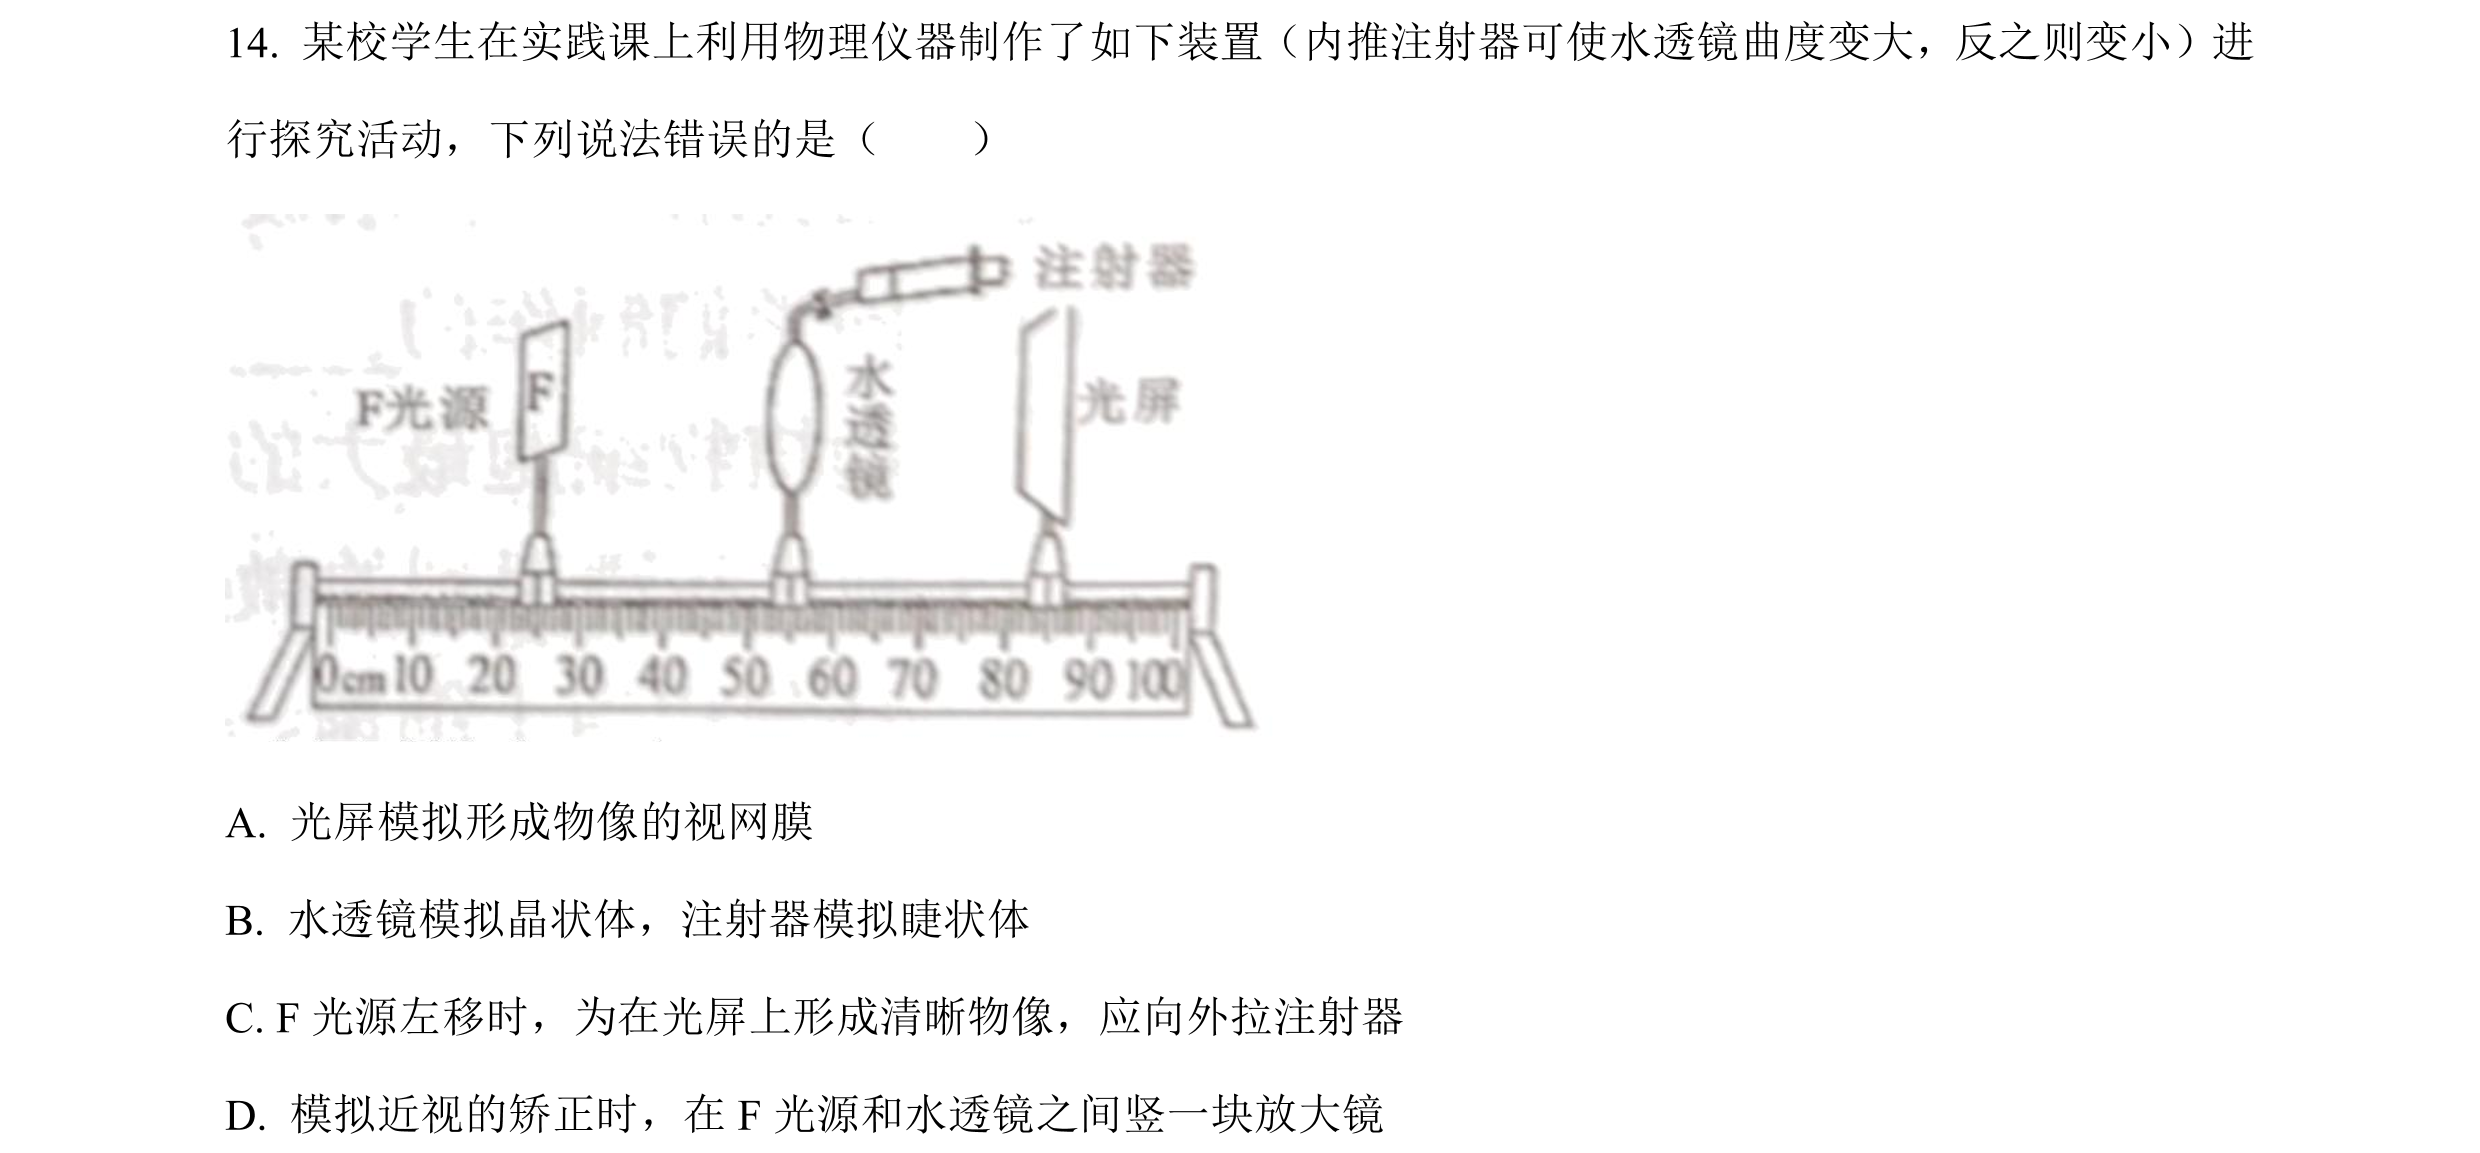 14. 某校学生在实践课上利用物理仪器制作了如下装置（内推注射器可使水透镜曲度变大，反之则变小）进
行探究活动，下列说法错误的是（　　）
注射器
F光源
F
水透镜
光屏
0cm 10 20 30 40 50 60 70 80 90 100
A. 光屏模拟形成物像的视网膜
B. 水透镜模拟晶状体，注射器模拟睫状体
C. F 光源左移时，为在光屏上形成清晰物像，应向外拉注射器
D. 模拟近视的矫正时，在 F 光源和水透镜之间竖一块放大镜